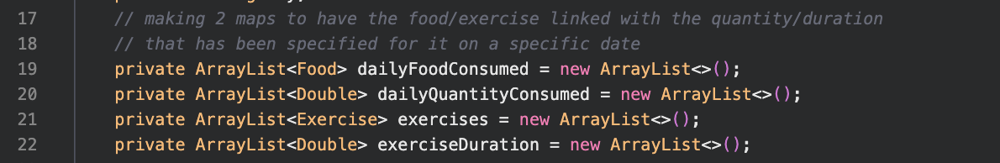 17 // making 2 maps to have the food/exercise linked with the quantity/duration
18 // that has been specified for it on a specific date
19 private ArrayList<Food> dailyFoodConsumed = new ArrayList<>();
20 private ArrayList<Double> dailyQuantityConsumed = new ArrayList<>();
21 private ArrayList<Exercise> exercises = new ArrayList<>();
22 private ArrayList<Double> exerciseDuration = new ArrayList<>();